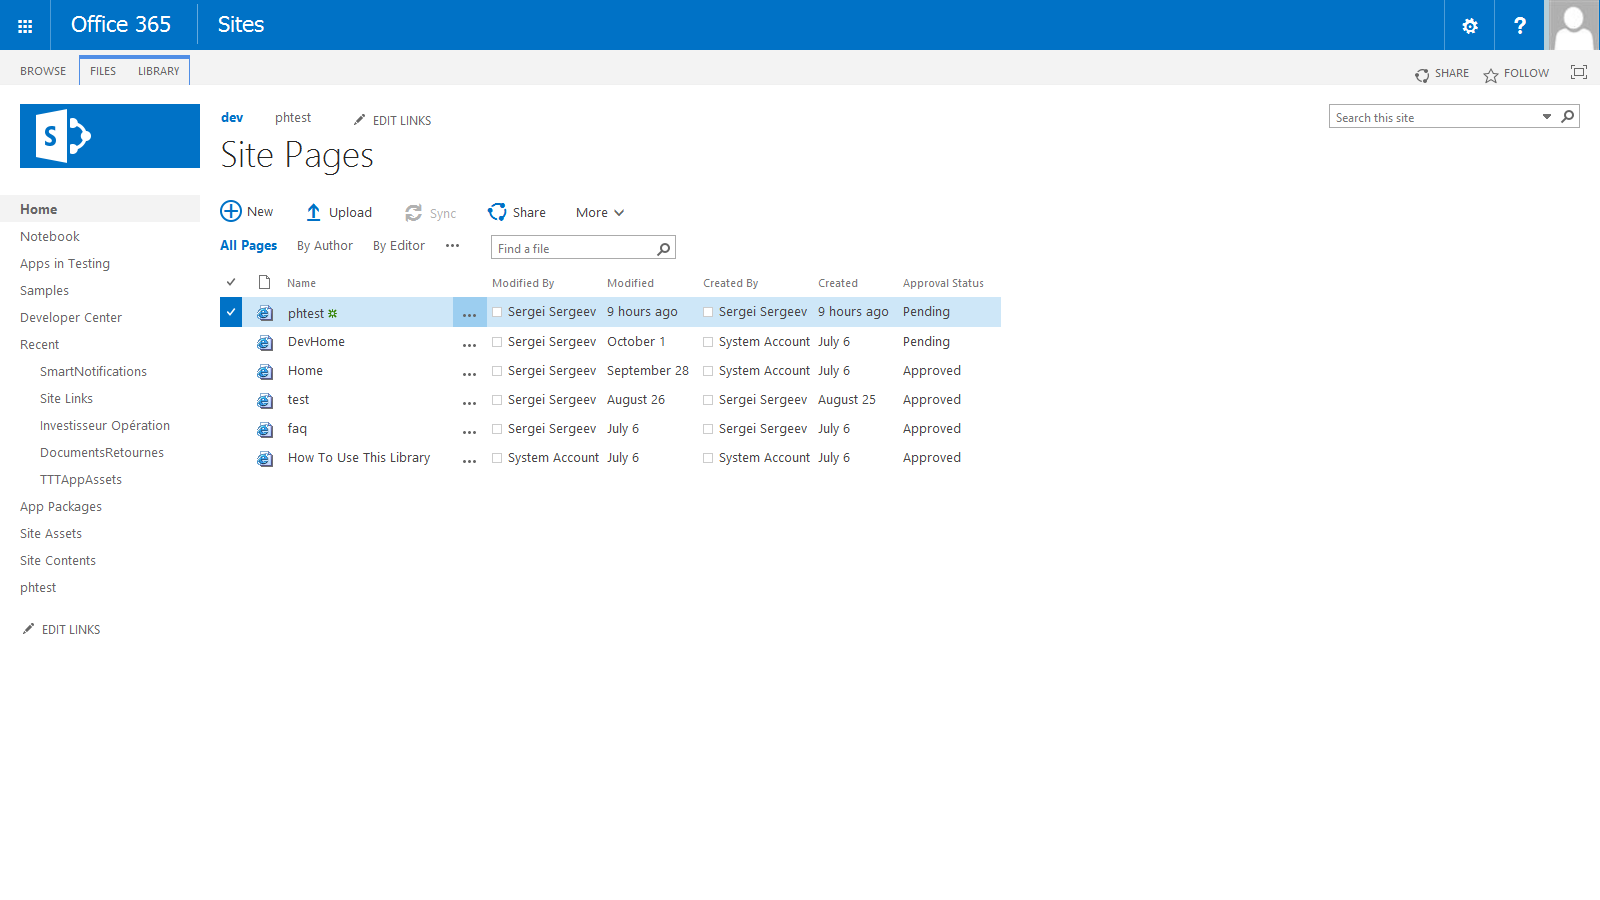 Office 365 Sites ?
BROWSE FILES LIBRARY SHARE FOLLOW
S
dev phtest EDIT LINKS
Search this site
Site Pages
Home
Notebook
Apps in Testing
Samples
Developer Center
Recent
SmartNotifications
Site Links
Investisseur Opération
DocumentsRetournes
TTTAppAssets
App Packages
Site Assets
Site Contents
phtest
EDIT LINKS
New Upload Sync Share More
All Pages By Author By Editor ... Find a file
Name Modified By Modified Created By Created Approval Status
phtest ... Sergei Sergeev 9 hours ago Sergei Sergeev 9 hours ago Pending
DevHome ... Sergei Sergeev October 1 System Account July 6 Pending
Home ... Sergei Sergeev September 28 System Account July 6 Approved
test ... Sergei Sergeev August 26 Sergei Sergeev August 25 Approved
faq ... Sergei Sergeev July 6 Sergei Sergeev July 6 Approved
How To Use This Library ... System Account July 6 System Account July 6 Approved